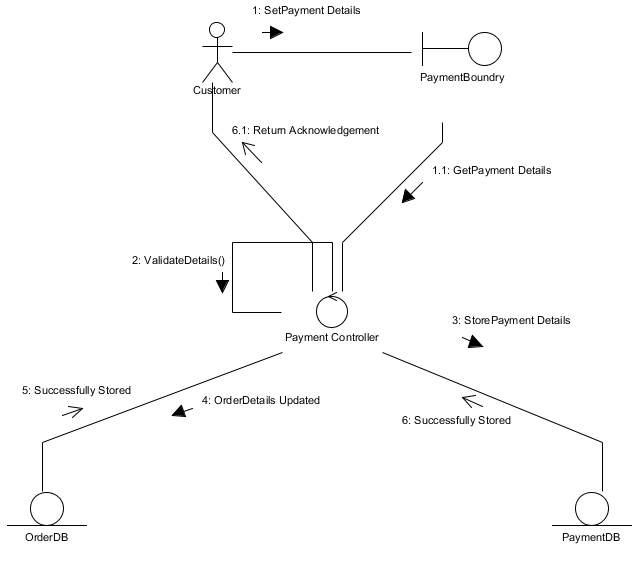 1: SetPayment Details
Customer
PaymentBoundry
6.1: Return Acknowledgement
1.1: GetPayment Details
2: ValidateDetails()
Payment Controller
3: StorePayment Details
5: Successfully Stored
4: OrderDetails Updated
6: Successfully Stored
OrderDB
PaymentDB